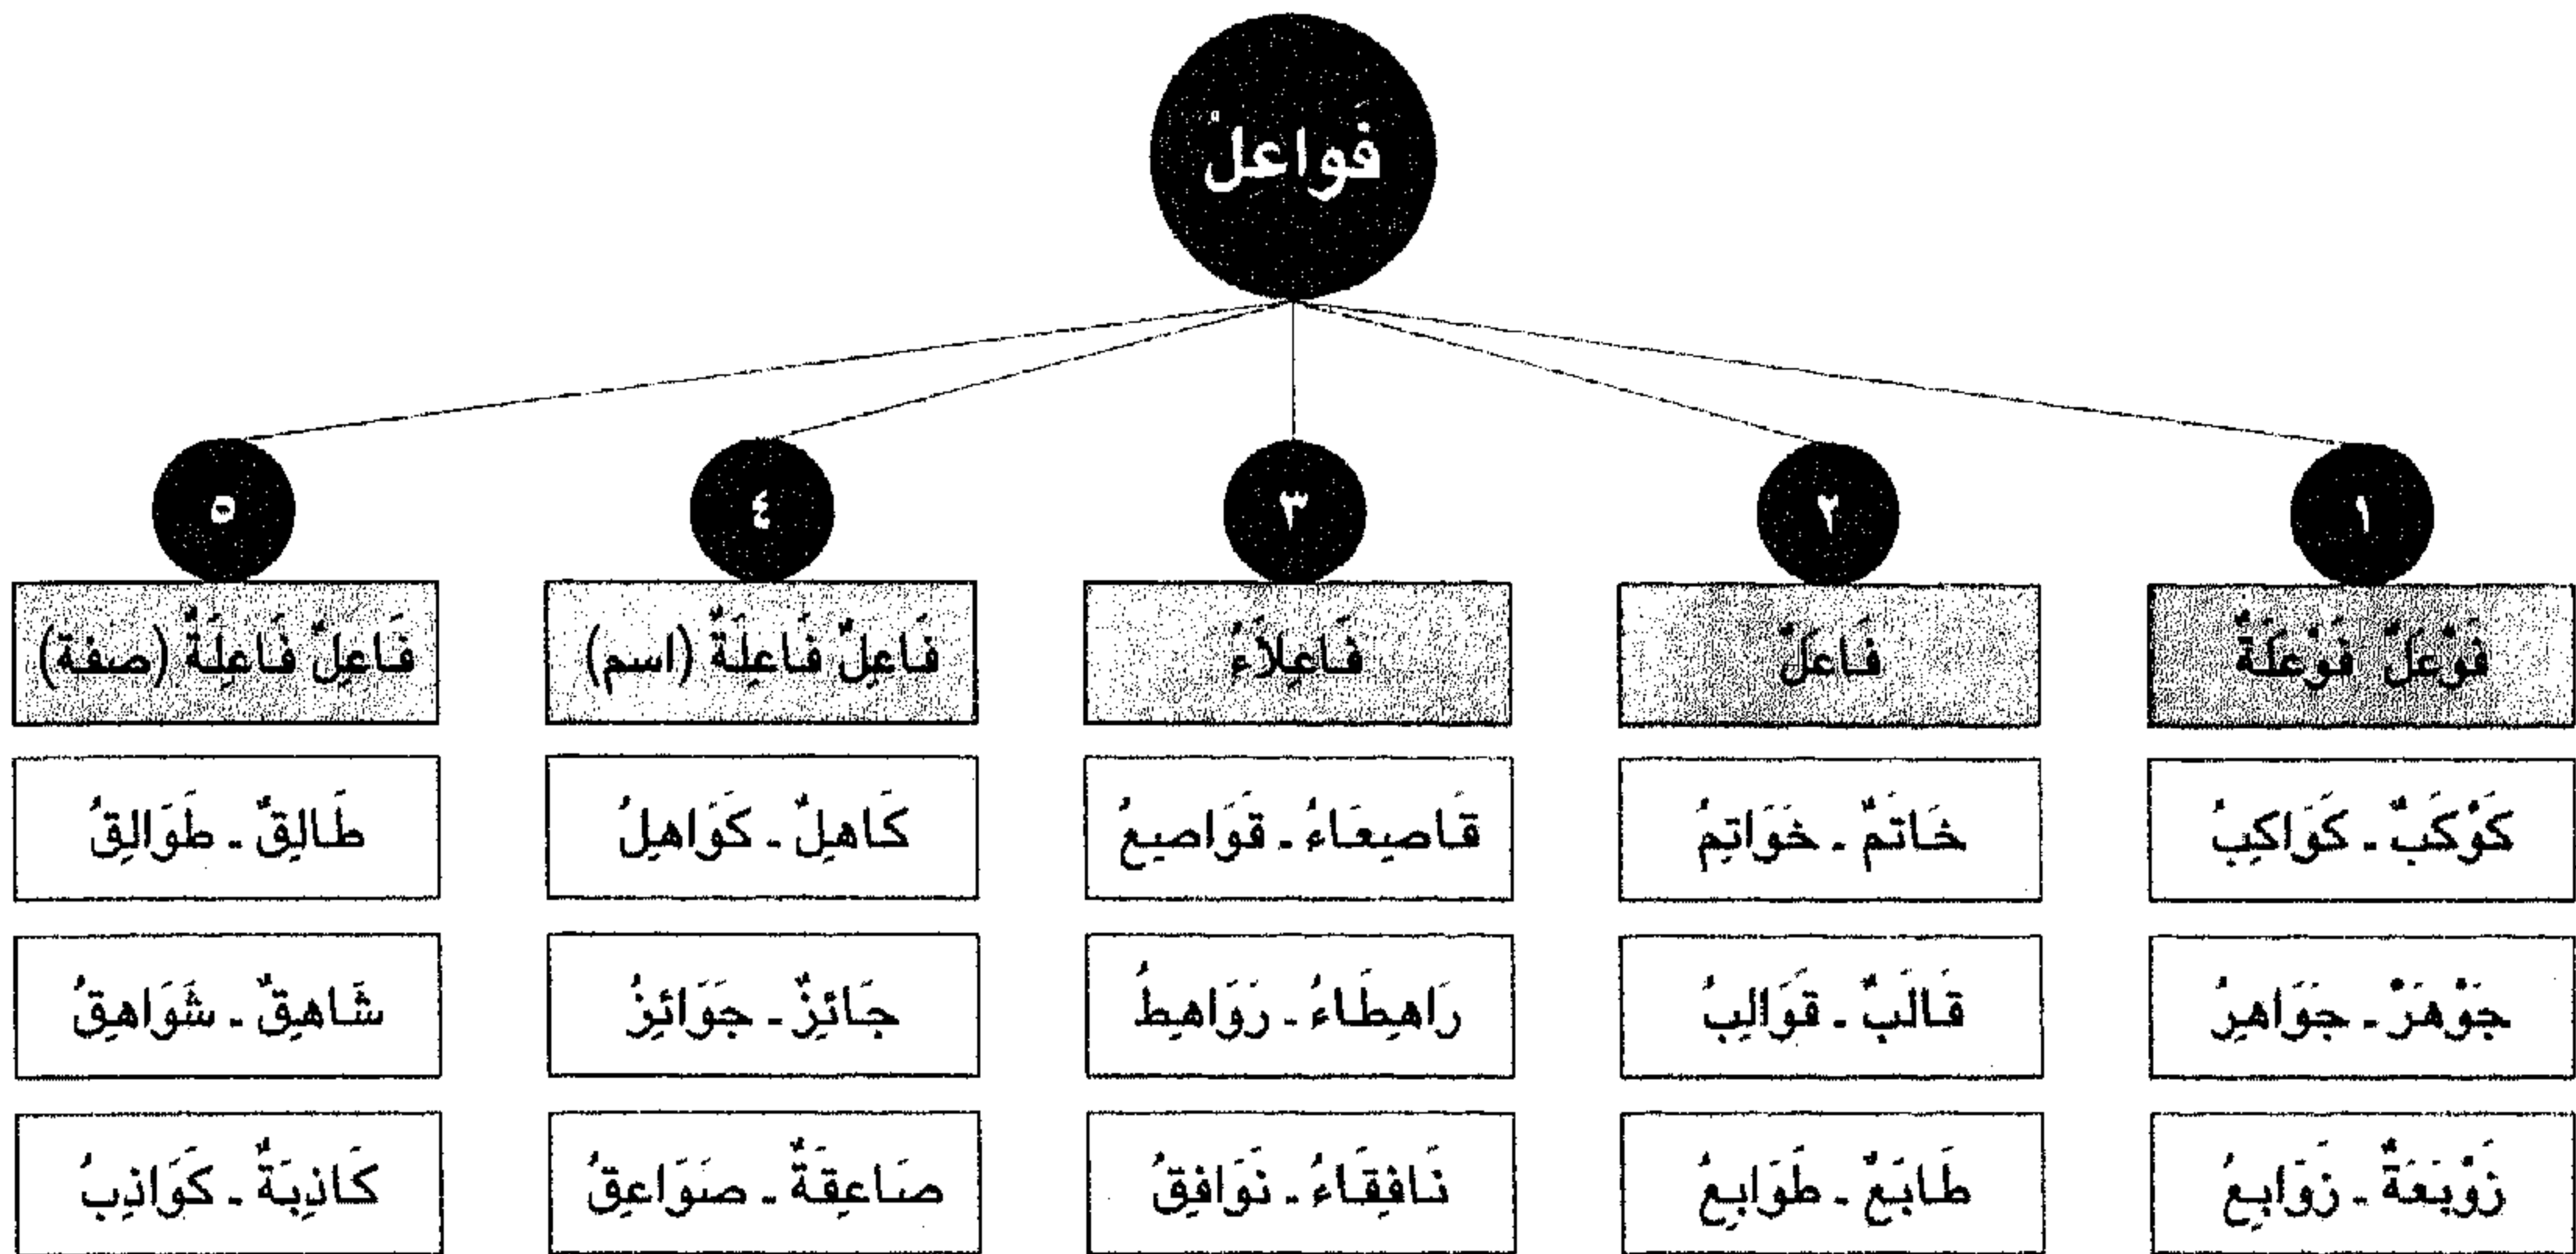 فَواعلُ
١
٢
٣
٤
٥
فَوْعَلٌ فَوْعَلَةٌ
فَاعَلٌ
فَاعِلَاءُ
فَاعِلٌ فَاعِلَةٌ (اسم)
فَاعِلٌ فَاعِلَةٌ (صفة)
كَوْكَبٌ - كَوَاكِبُ
خَاتَمٌ - خَوَاتِمُ
قَاصِعَاءُ - قَوَاصِعُ
كَاهِلٌ - كَوَاهِلُ
طَالِقٌ - طَوَالِقُ
جَوْهَرٌ - جَوَاهِرُ
قَالَبٌ - قَوَالِبُ
رَاهِطَاءُ - رَوَاهِطُ
جَائِزٌ - جَوَائِزُ
شَاهِقٌ - شَوَاهِقُ
زَوْبَعَةٌ - زَوَابِعُ
طَابَعٌ - طَوَابِعُ
نَافِقَاءُ - نَوَافِقُ
صَاعِقَةٌ - صَوَاعِقُ
كَاذِبَةٌ - كَوَاذِبُ